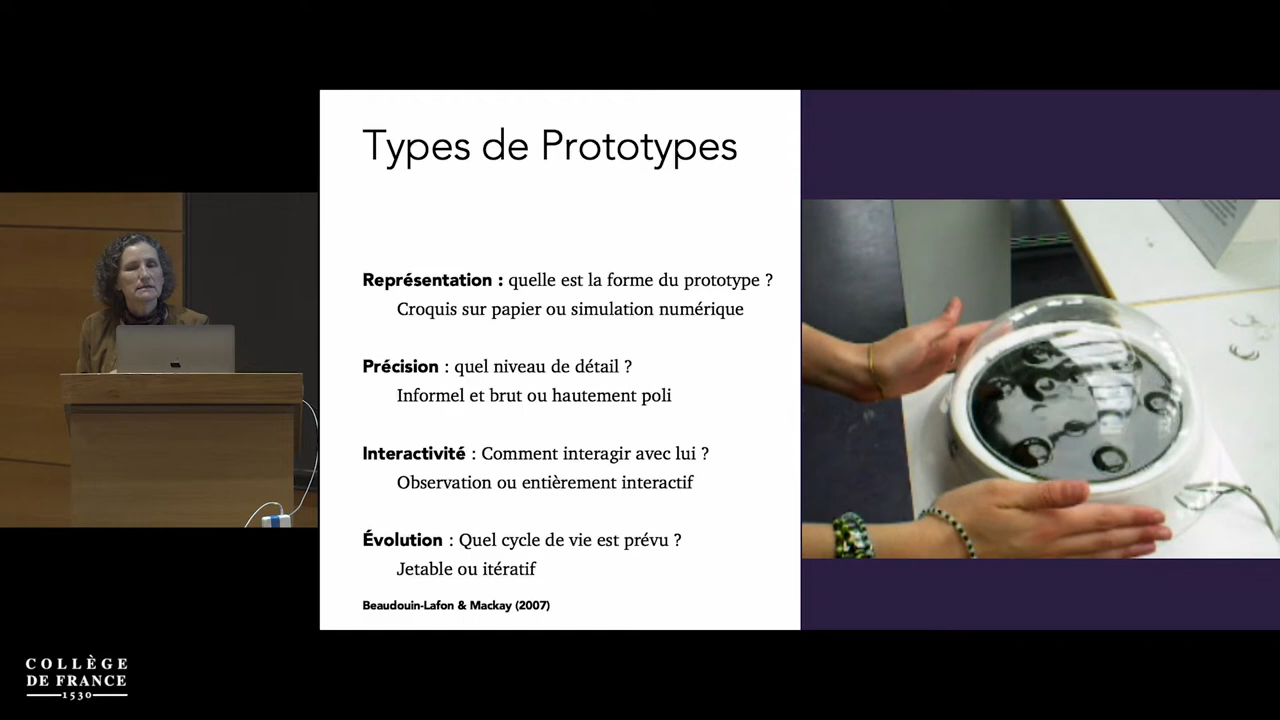 Types de Prototypes
Représentation : quelle est la forme du prototype ?
Croquis sur papier ou simulation numérique
Précision : quel niveau de détail ?
Informel et brut ou hautement poli
Interactivité : Comment interagir avec lui ?
Observation ou entièrement interactif
Évolution : Quel cycle de vie est prévu ?
Jetable ou itératif
Beaudouin-Lafon & Mackay (2007)
COLLÈGE
DE FRANCE
1530